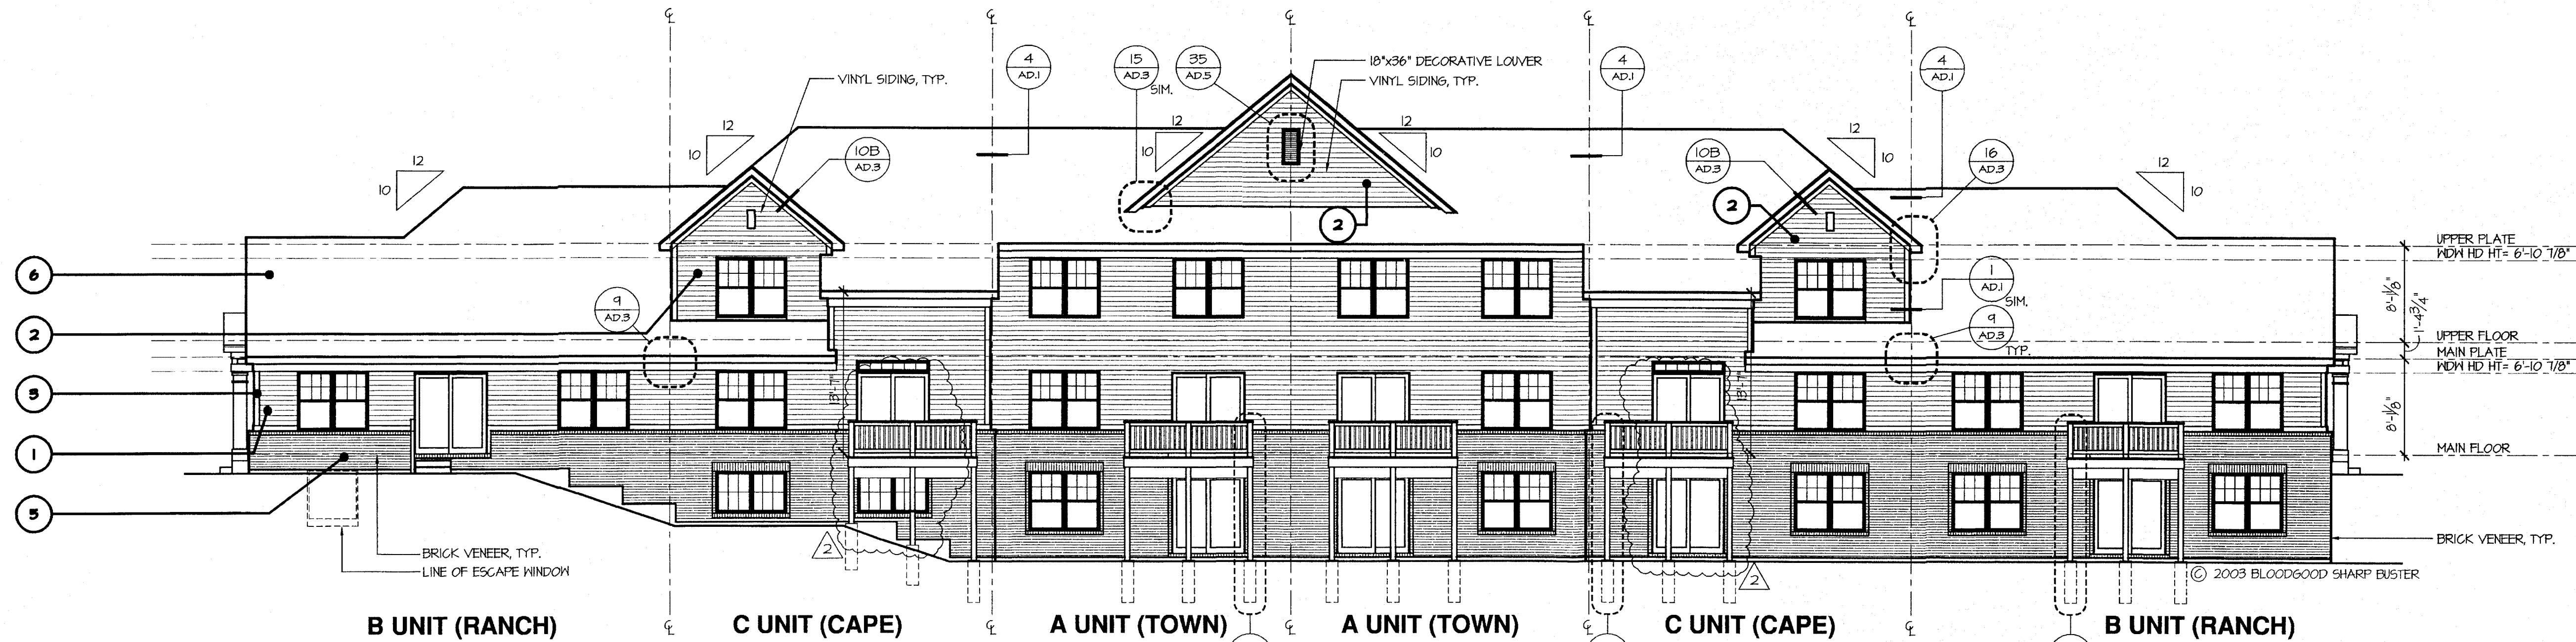 ℄ ℄ ℄ ℄ ℄
VINYL SIDING, TYP.
4
AD.1
15
AD.3
SIM.
35
AD.5
18"x36" DECORATIVE LOUVER
VINYL SIDING, TYP.
4
AD.1
4
AD.1
12
10
12
10
12
10
12
10
12
10
12
10
10B
AD.3
10B
AD.3
16
AD.3
2
2
6
2
3
1
5
9
AD.3
1
AD.1
SIM.
9
AD.3
TYP.
UPPER PLATE
WDW HD HT= 6'-10 7/8"
8'-1 1/8"
1'-4 3/4"
UPPER FLOOR
MAIN PLATE
WDW HD HT= 6'-10 7/8"
8'-1 1/8"
MAIN FLOOR
13'-7"
13'-7"
2
2
BRICK VENEER, TYP.
LINE OF ESCAPE WINDOW
BRICK VENEER, TYP.
© 2003 BLOODGOOD SHARP BUSTER
B UNIT (RANCH)
℄
C UNIT (CAPE)
℄
A UNIT (TOWN)
℄
A UNIT (TOWN)
℄
C UNIT (CAPE)
℄
B UNIT (RANCH)